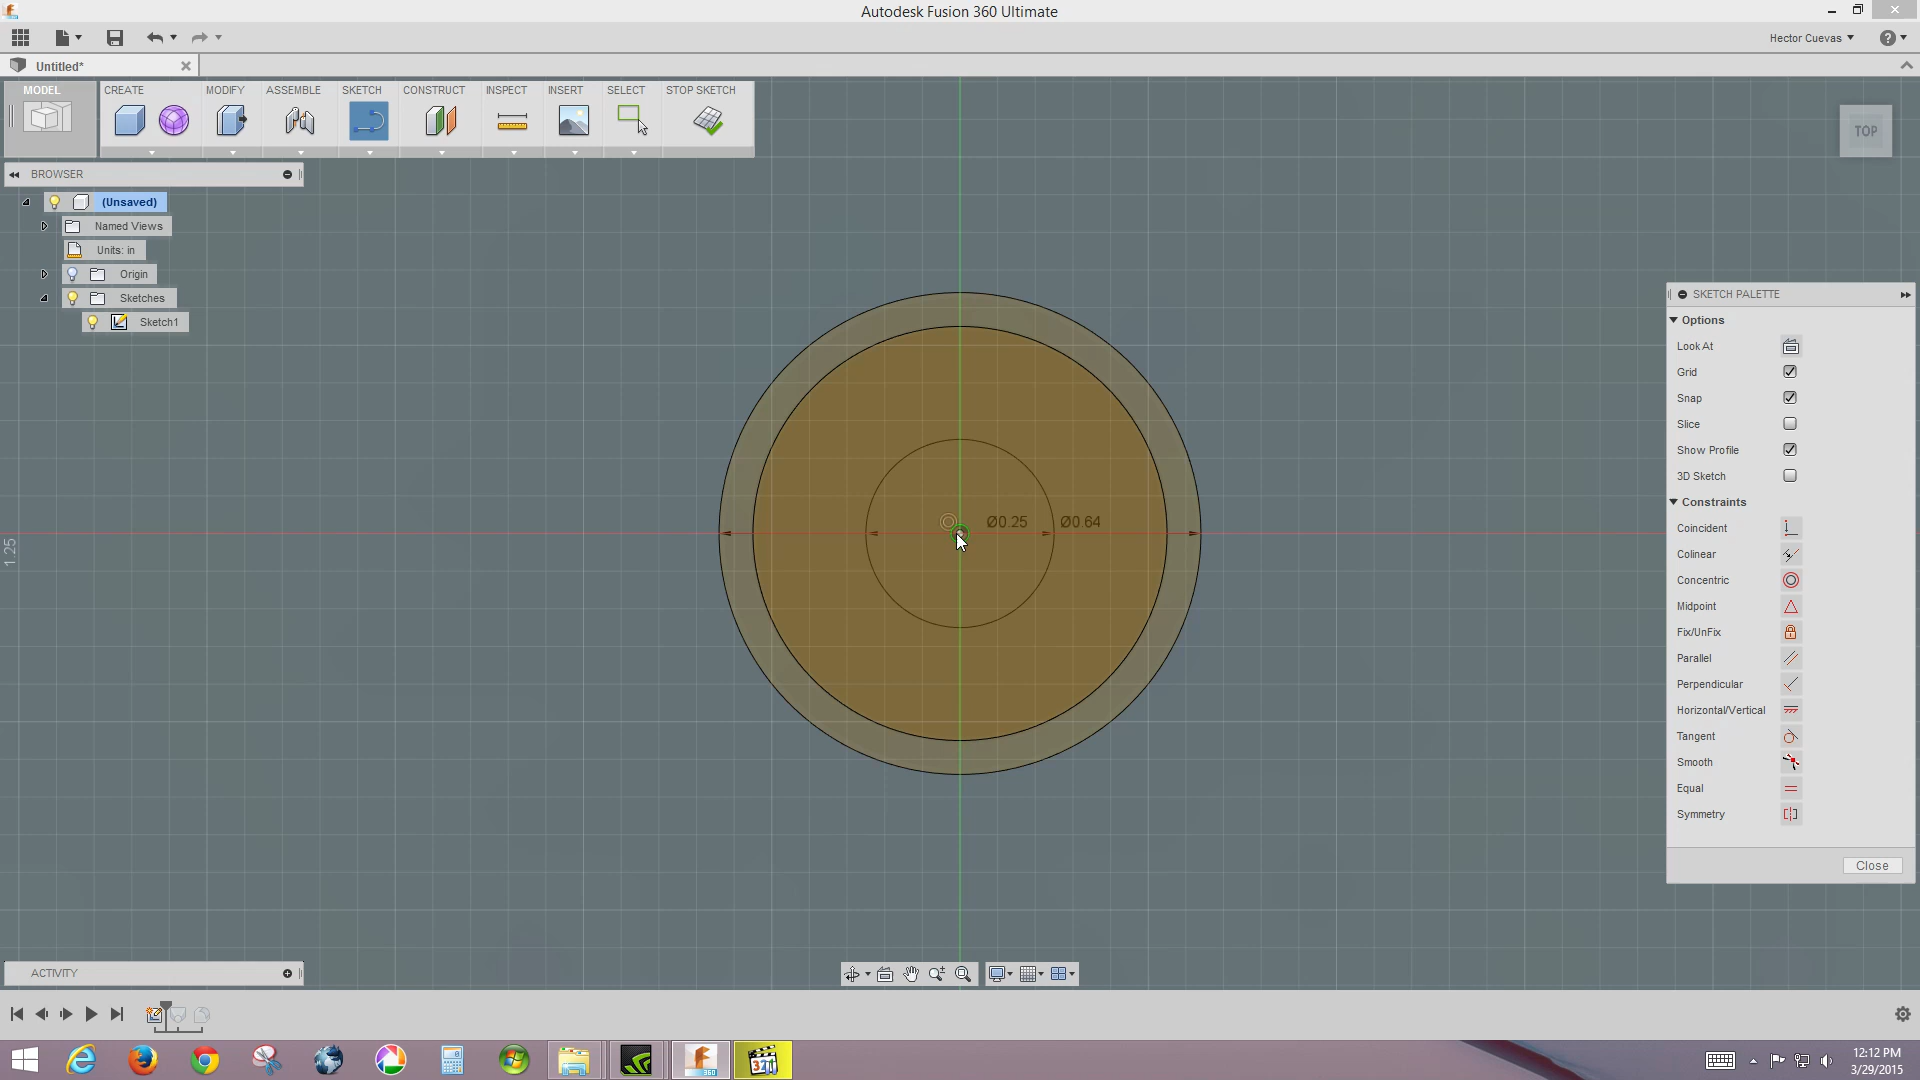 Autodesk Fusion 360 Ultimate
Hector Cuevas
Untitled*
MODEL
CREATE
MODIFY
ASSEMBLE
SKETCH
CONSTRUCT
INSPECT
INSERT
SELECT
STOP SKETCH
TOP
BROWSER
(Unsaved)
Named Views
Units: in
Origin
Sketches
Sketch1
1.25
Ø0.25
Ø0.64
SKETCH PALETTE
Options
Look At
Grid
Snap
Slice
Show Profile
3D Sketch
Constraints
Coincident
Colinear
Concentric
Midpoint
Fix/UnFix
Parallel
Perpendicular
Horizontal/Vertical
Tangent
Smooth
Equal
Symmetry
Close
ACTIVITY
360
321
12:12 PM
3/29/2015